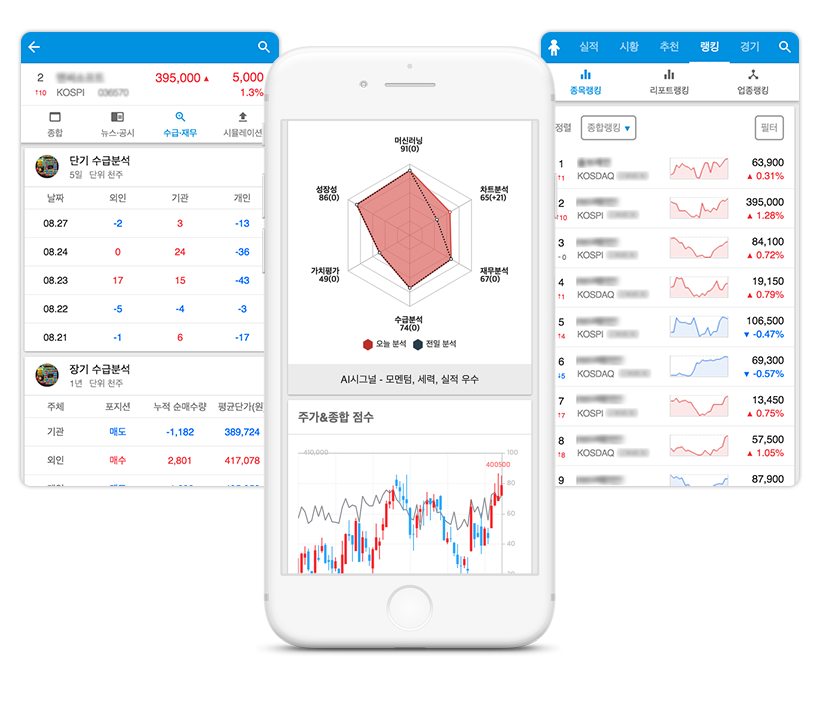 2
395,000 ▲
5,000
↑10
KOSPI
1.3%
종합
뉴스·공시
수급·재무
시뮬레이션
단기 수급분석
5일 단위 천주
날짜 외인 기관 개인
08.27 -2 3 -13
08.24 0 24 -36
08.23 17 15 -43
08.22 -5 -4 -3
08.21 -1 6 -17
장기 수급분석
1년 단위 천주
주체 포지션 누적 순매수량 평균단가(원)
기관 매도 -1,182 389,724
외인 매수 2,801 417,078
머신러닝
91(0)
성장성
86(0)
차트분석
65(+21)
가치평가
49(0)
재무분석
67(0)
수급분석
74(0)
오늘 분석 전일 분석
AI시그널 - 모멘텀, 세력, 실적 우수
주가&종합 점수
410,000
100
400500
80
60
40
20
실적 시황 추천 랭킹 경기
종목랭킹 리포트랭킹 업종랭킹
정렬 종합랭킹 ▼ 필터
1 63,900
↑1 KOSDAQ ▲ 0.31%
2 395,000
↑10 KOSPI ▲ 1.28%
3 84,100
- 0 KOSPI ▲ 0.72%
4 19,150
↑1 KOSDAQ ▲ 0.79%
5 106,500
↑4 KOSPI ▼ -0.47%
6 69,300
↓5 KOSDAQ ▼ -0.57%
7 13,450
↑7 KOSPI ▲ 0.75%
8 57,500
↑8 KOSDAQ ▲ 1.05%
9 87,900